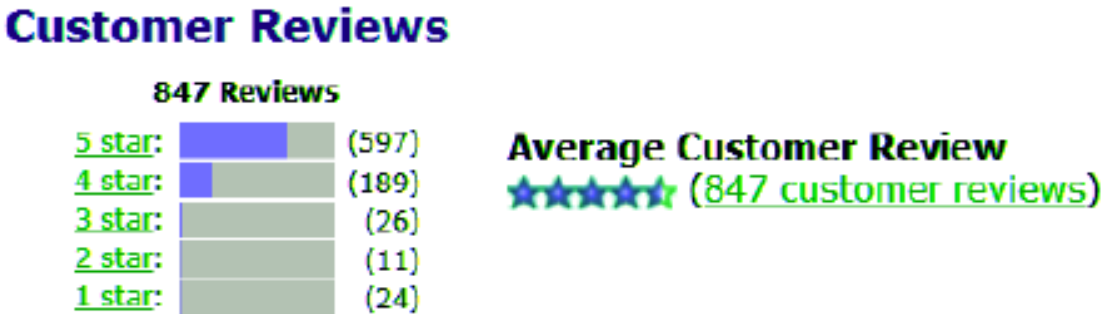 Customer Reviews
847 Reviews
5 star: (597)
4 star: (189)
3 star: (26)
2 star: (11)
1 star: (24)
Average Customer Review
(847 customer reviews)